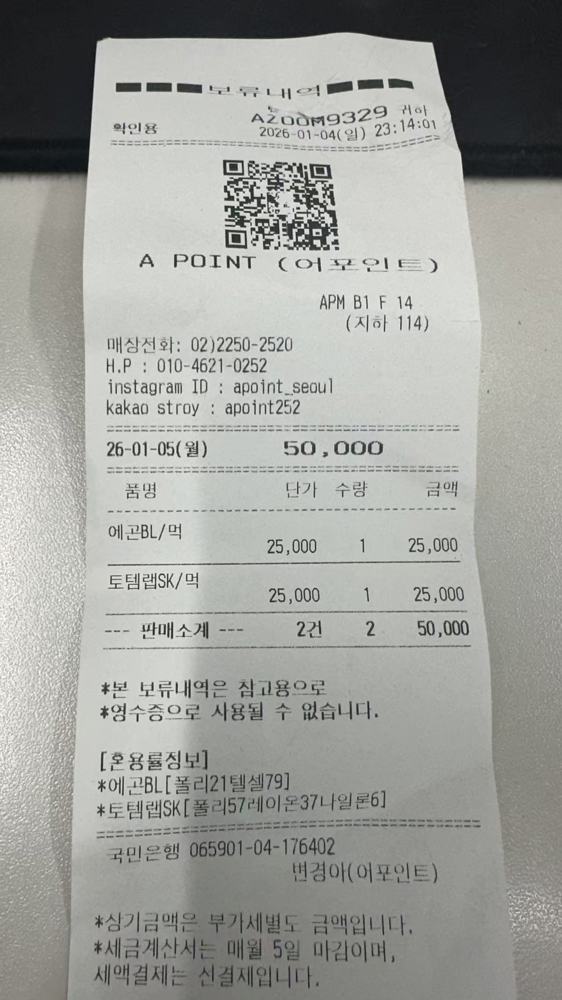 ■■■■보류내역■■■■
AZOOM9329 귀하
확인용 2026-01-04(일) 23:14:01
A POINT (어포인트)
APM B1 F 14
(지하 114)
매상전화: 02)2250-2520
H.P : 010-4621-0252
instagram ID : apoint_seoul
kakao stroy : apoint252
26-01-05(월) 50,000
품명 단가 수량 금액
에곤BL/먹
25,000 1 25,000
토템랩SK/먹
25,000 1 25,000
--- 판매소계 --- 2건 2 50,000
*본 보류내역은 참고용으로
*영수증으로 사용될 수 없습니다.
[혼용률정보]
*에곤BL[폴리21텔셀79]
*토템랩SK[폴리57레이온37나일론6]
국민은행 065901-04-176402
변경아(어포인트)
*상기금액은 부가세별도 금액입니다.
*세금계산서는 매월 5일 마감이며,
세액결제는 선결제입니다.